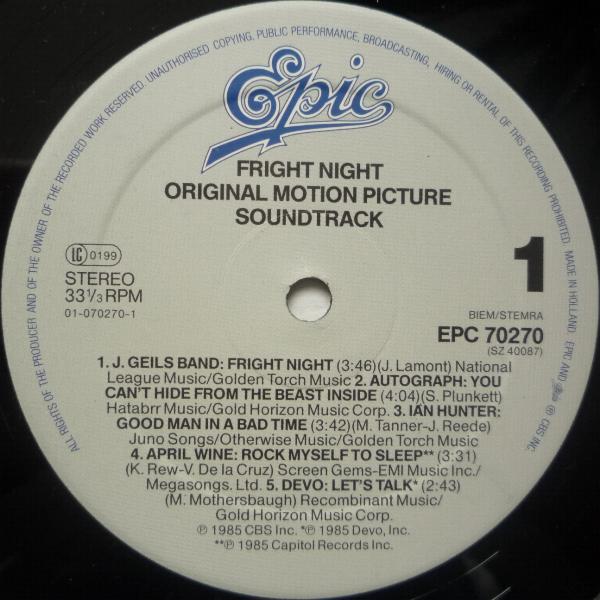 ALL RIGHTS OF THE PRODUCER AND OF THE OWNER OF THE RECORDED WORK RESERVED. UNAUTHORISED COPYING, PUBLIC PERFORMANCE, BROADCASTING, HIRING OR RENTAL OF THIS RECORDING PROHIBITED. MADE IN HOLLAND. EPIC AND Epic ℗ CBS INC.
Epic
FRIGHT NIGHT
ORIGINAL MOTION PICTURE
SOUNDTRACK
LC 0199
STEREO
33 1/3 RPM
01-070270-1
1
BIEM/STEMRA
EPC 70270
(SZ 40087)
1. J. GEILS BAND: FRIGHT NIGHT (3:46) (J. Lamont) National
League Music/Golden Torch Music 2. AUTOGRAPH: YOU
CAN'T HIDE FROM THE BEAST INSIDE (4:04) (S. Plunkett)
Hatabrr Music/Gold Horizon Music Corp. 3. IAN HUNTER:
GOOD MAN IN A BAD TIME (3:42) (M. Tanner-J. Reede)
Juno Songs/Otherwise Music/Golden Torch Music
4. APRIL WINE: ROCK MYSELF TO SLEEP** (3:31)
(K. Rew-V. De la Cruz) Screen Gems-EMI Music Inc./
Megasongs. Ltd. 5. DEVO: LET'S TALK* (2:43)
(M. Mothersbaugh) Recombinant Music/
Gold Horizon Music Corp.
℗ 1985 CBS Inc. *℗ 1985 Devo, Inc.
**℗ 1985 Capitol Records Inc.